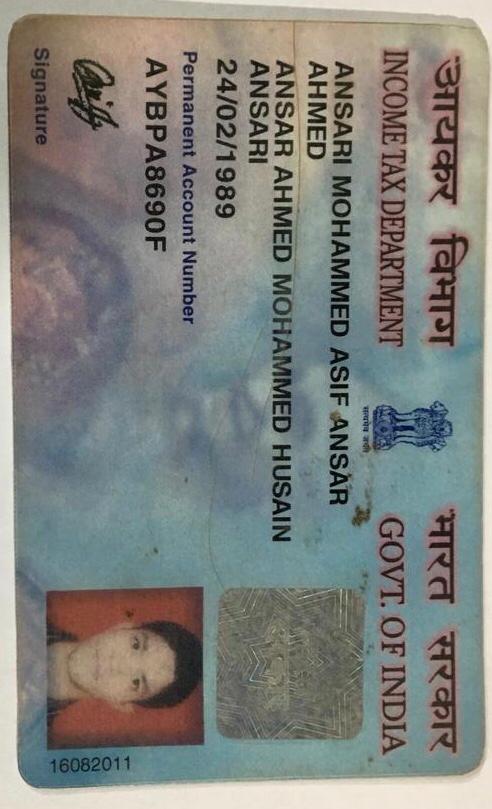 आयकर विभाग
INCOME TAX DEPARTMENT
सत्यमेव जयते
भारत सरकार
GOVT. OF INDIA
ANSARI MOHAMMED ASIF ANSAR
AHMED
ANSAR AHMED MOHAMMED HUSAIN
ANSARI
24/02/1989
Permanent Account Number
AYBPA8690F
Signature
16082011